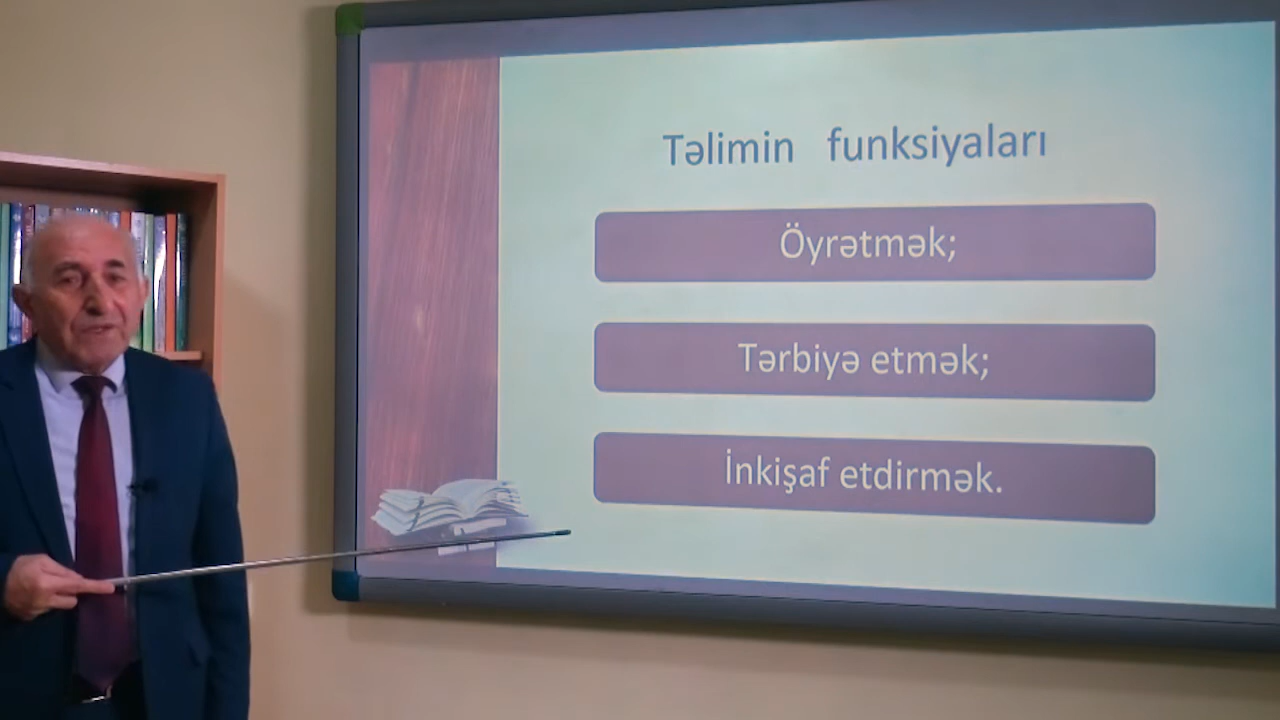 Təlimin funksiyaları
Öyrətmək;
Tərbiyə etmək;
İnkişaf etdirmək.